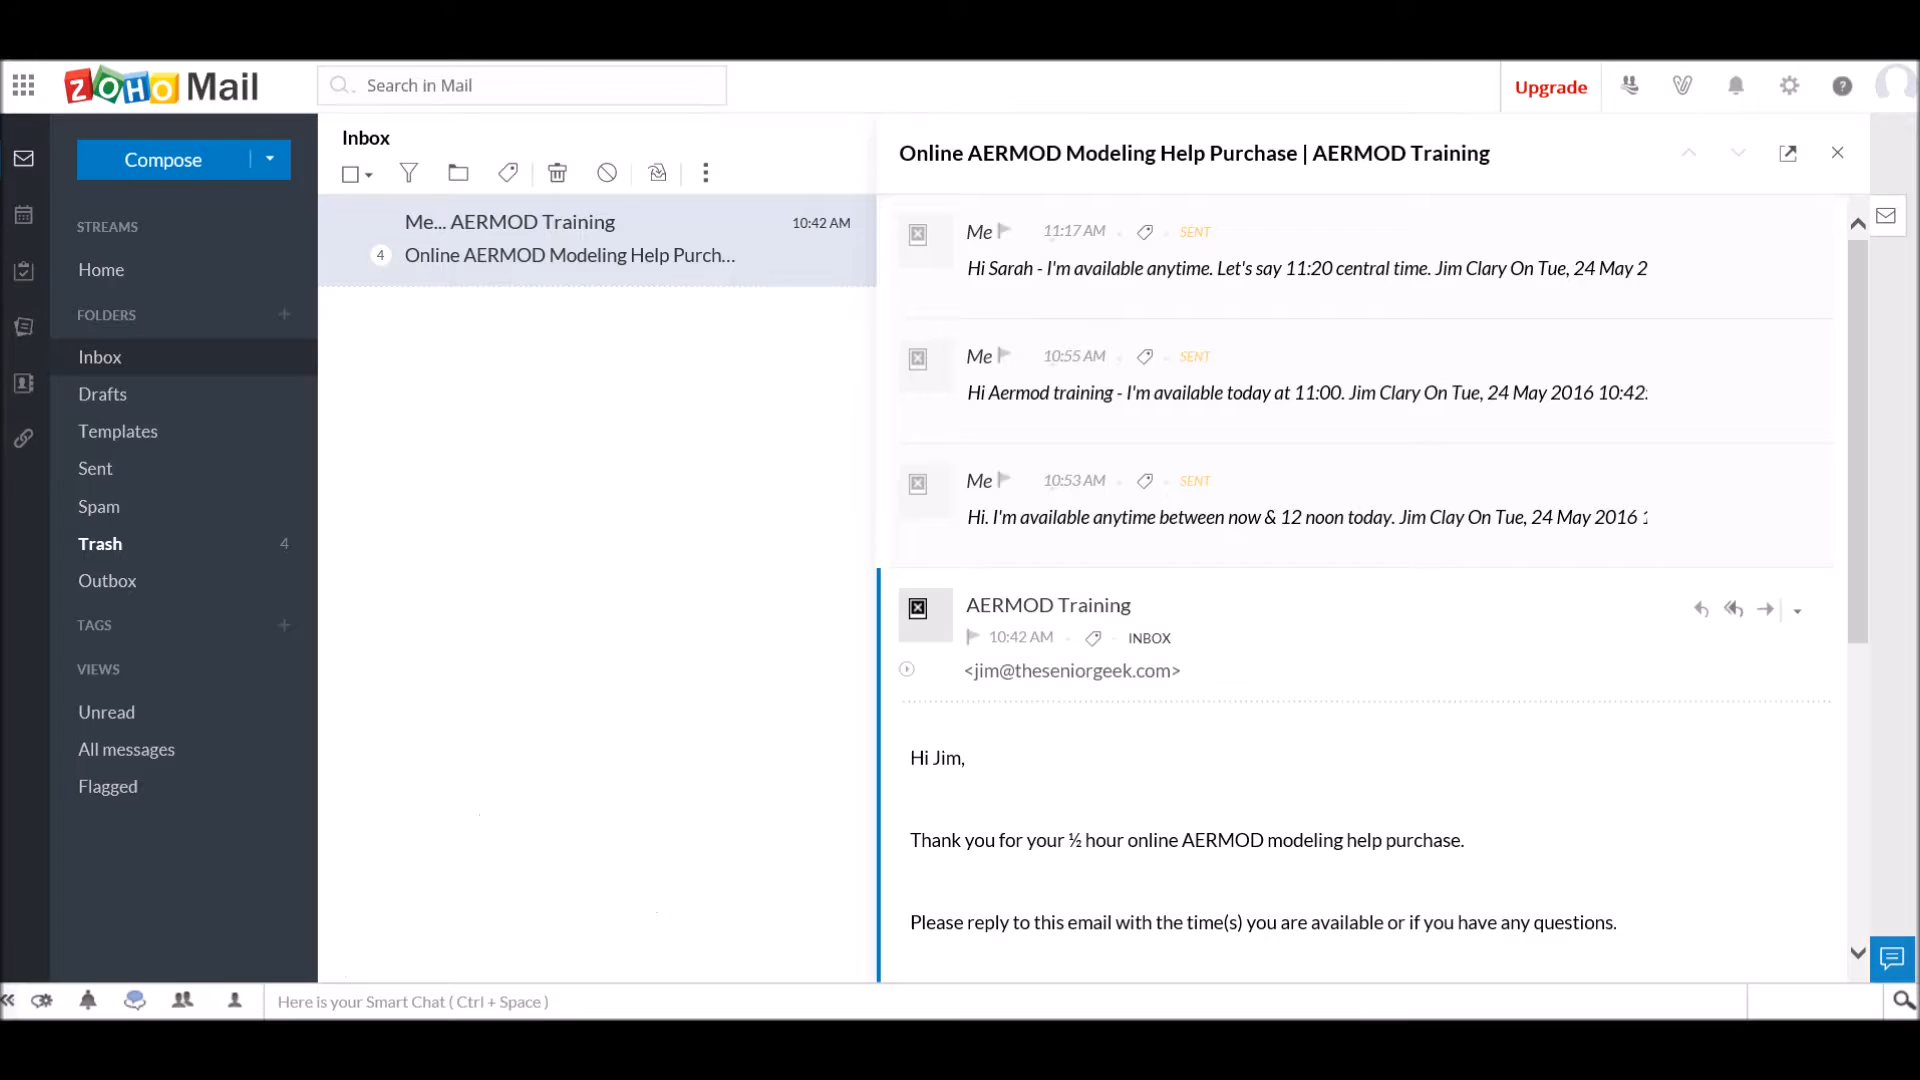 ZOHO Mail
Search in Mail
Upgrade
Compose
STREAMS
Home
FOLDERS
Inbox
Drafts
Templates
Sent
Spam
Trash 4
Outbox
TAGS
VIEWS
Unread
All messages
Flagged
Inbox
Me... AERMOD Training 10:42 AM
4 Online AERMOD Modeling Help Purch...
Online AERMOD Modeling Help Purchase | AERMOD Training
Me 11:17 AM SENT
Hi Sarah - I'm available anytime. Let's say 11:20 central time. Jim Clary On Tue, 24 May 2
Me 10:55 AM SENT
Hi Aermod training - I'm available today at 11:00. Jim Clary On Tue, 24 May 2016 10:42:
Me 10:53 AM SENT
Hi. I'm available anytime between now & 12 noon today. Jim Clay On Tue, 24 May 2016 1
AERMOD Training
10:42 AM INBOX
<jim@theseniorgeek.com>
Hi Jim,
Thank you for your ½ hour online AERMOD modeling help purchase.
Please reply to this email with the time(s) you are available or if you have any questions.
Here is your Smart Chat ( Ctrl + Space )